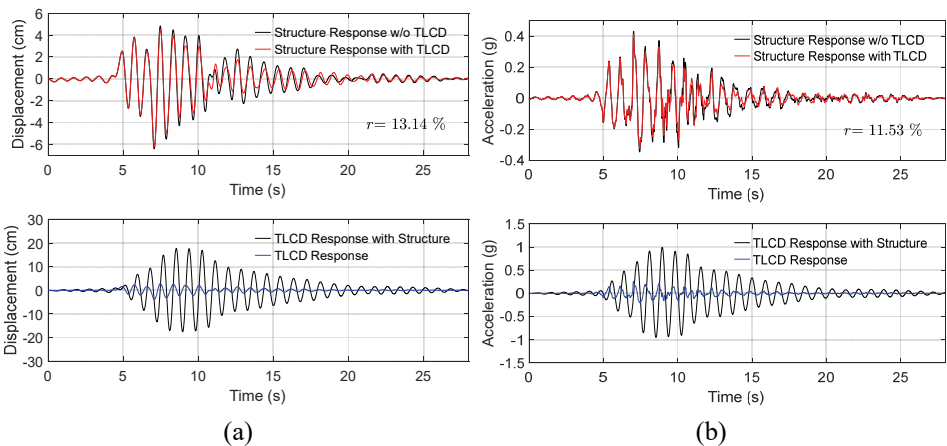 Displacement (cm)
6
4
2
0
-2
-4
-6
Structure Response w/o TLCD
Structure Response with TLCD
r= 13.14 %
0 5 10 15 20 25
Time (s)
Acceleration (g)
0.4
0.2
0
-0.2
-0.4
Structure Response w/o TLCD
Structure Response with TLCD
r= 11.53 %
0 5 10 15 20 25
Time (s)
Displacement (cm)
30
20
10
0
-10
-20
-30
TLCD Response with Structure
TLCD Response
0 5 10 15 20 25
Time (s)
Acceleration (g)
1.5
1
0.5
0
-0.5
-1
-1.5
TLCD Response with Structure
TLCD Response
0 5 10 15 20 25
Time (s)
(a)
(b)